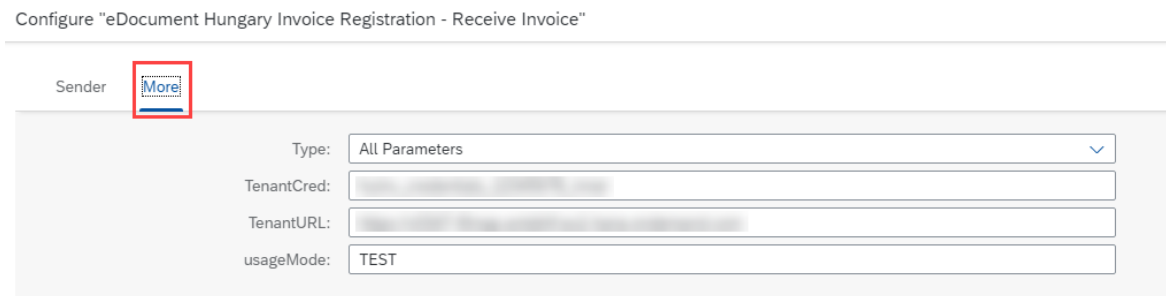 Configure "eDocument Hungary Invoice Registration - Receive Invoice"
Sender More
Type: All Parameters
TenantCred:
TenantURL:
usageMode: TEST